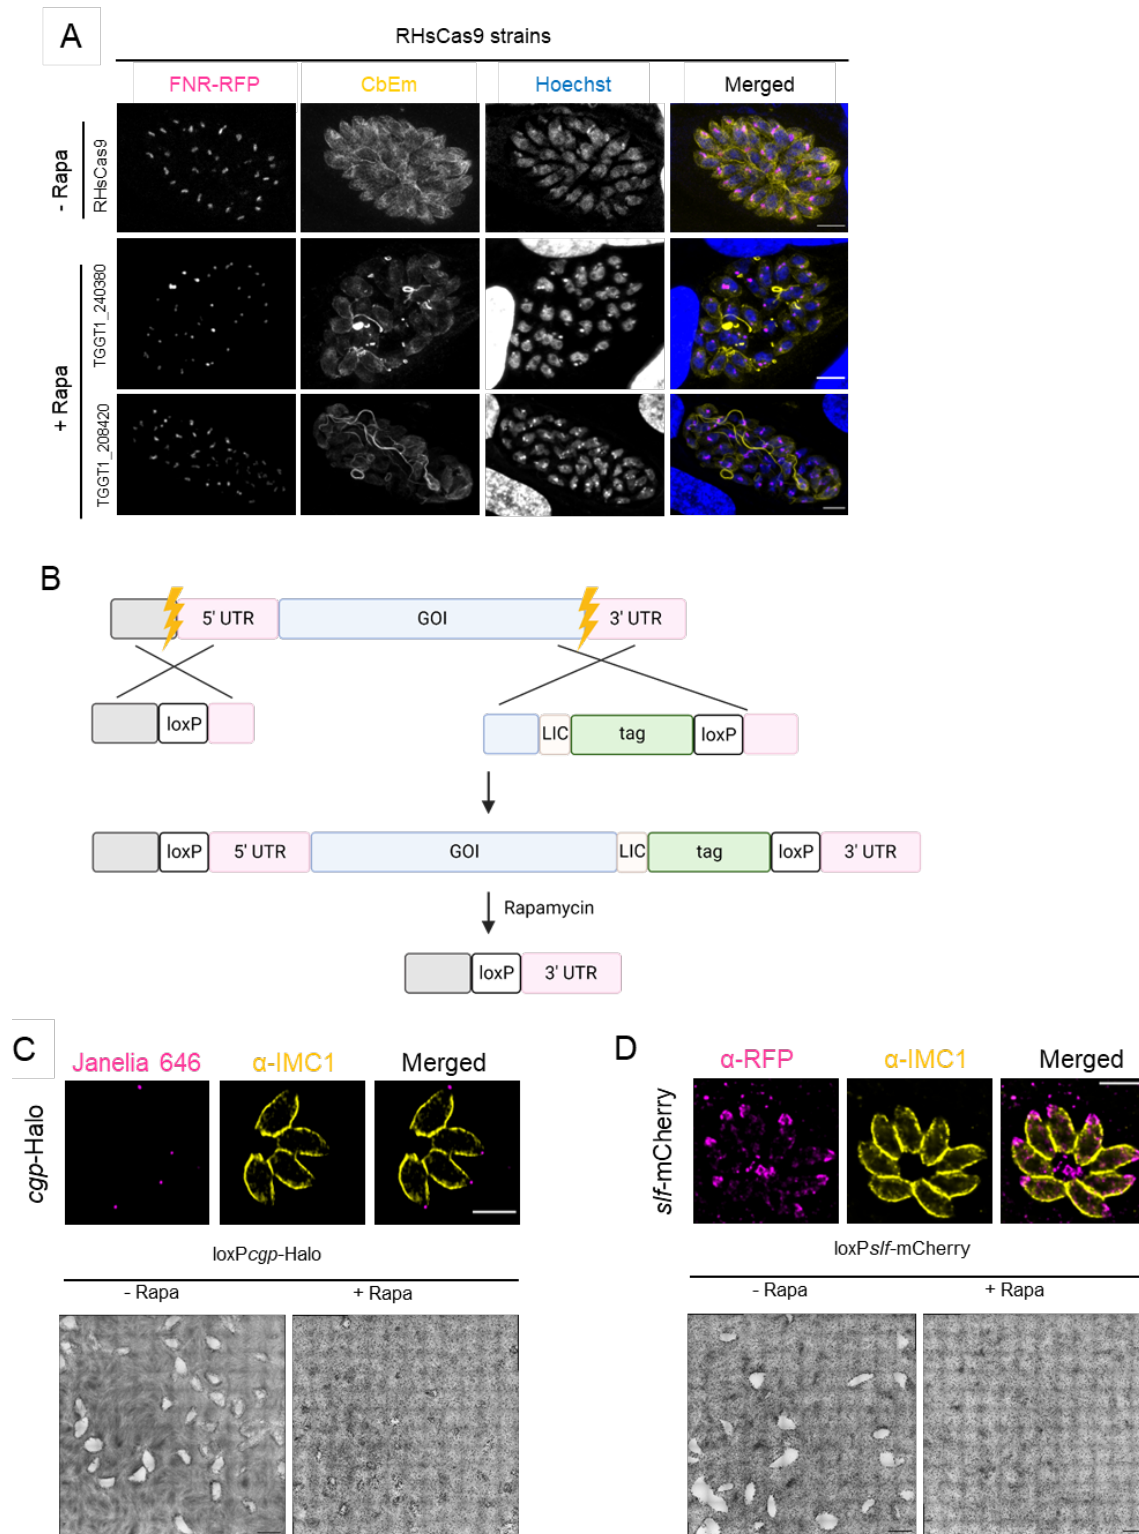 A
RHsCas9 strains
FNR-RFP CbEm Hoechst Merged
- Rapa
RHsCas9
+ Rapa
TGGT1_240380
TGGT1_208420
B
5' UTR GOI 3' UTR
loxP
LIC tag loxP
loxP 5' UTR GOI LIC tag loxP 3' UTR
Rapamycin
loxP 3' UTR
C
Janelia 646 α-IMC1 Merged
cgp-Halo
loxPcgp-Halo
- Rapa + Rapa
D
α-RFP α-IMC1 Merged
slf-mCherry
loxPslf-mCherry
- Rapa + Rapa